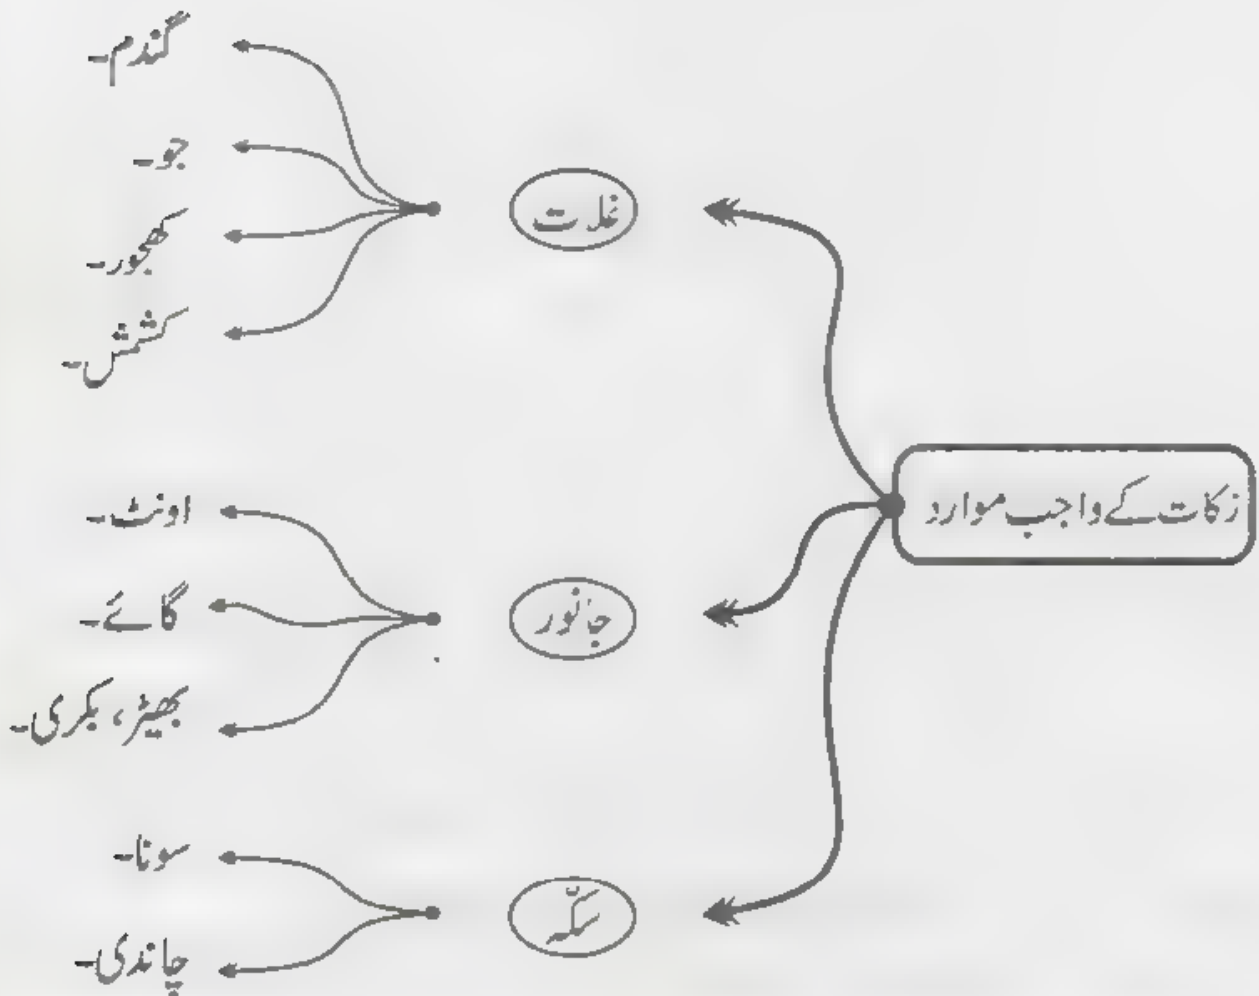 زکات کے واجب موارد
غلات
گندم۔
جو۔
کھجور۔
کشمش۔
جانور
اونٹ۔
گائے۔
بھیڑ، بکری۔
سکّہ
سونا۔
چاندی۔